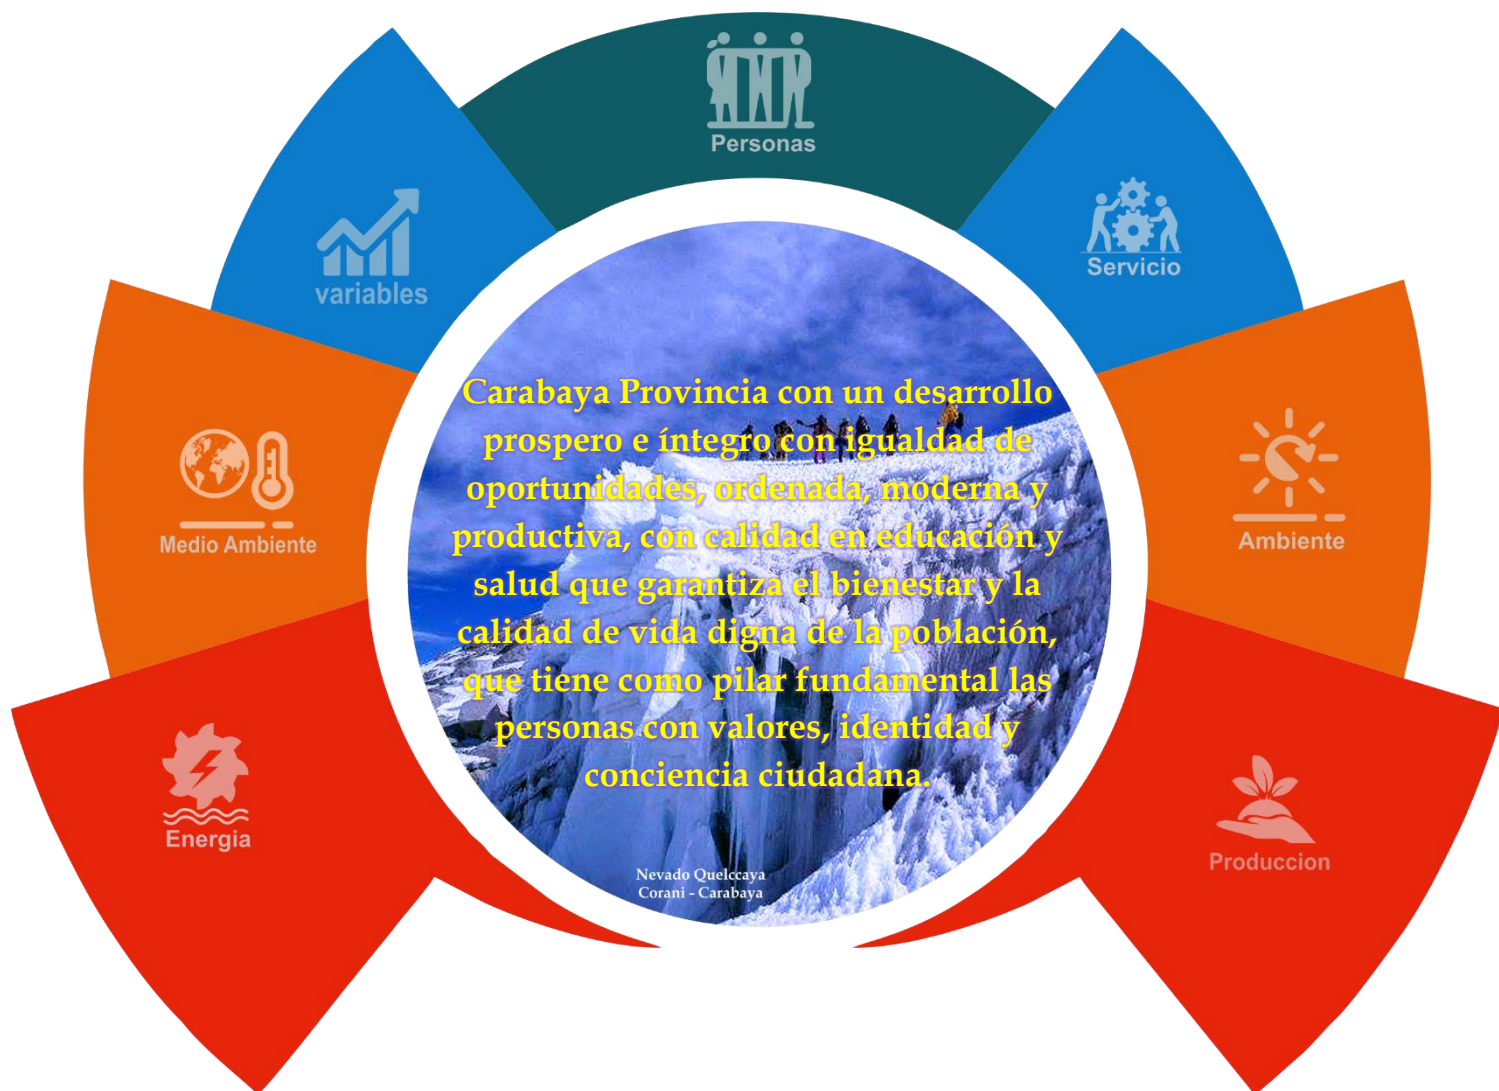 Personas
variables
Servicio
Medio Ambiente
Ambiente
Energia
Produccion
Carabaya Provincia con un desarrollo
prospero e íntegro con igualdad de
oportunidades, ordenada, moderna y
productiva, con calidad en educación y
salud que garantiza el bienestar y la
calidad de vida digna de la población,
que tiene como pilar fundamental las
personas con valores, identidad y
conciencia ciudadana.
Nevado Quelccaya
Corani - Carabaya